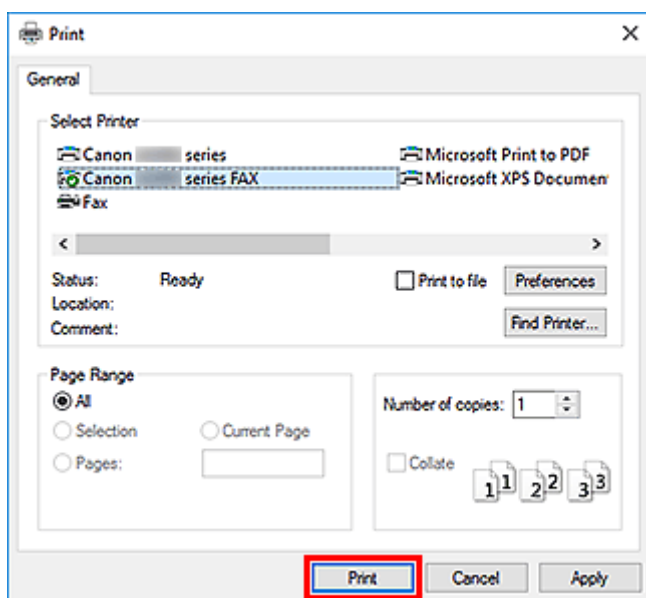 Print
General
Select Printer
Canon series
Microsoft Print to PDF
Canon series FAX
Microsoft XPS Documen
Fax
Status: Ready
Print to file
Preferences
Location:
Comment:
Find Printer...
Page Range
All
Selection
Current Page
Pages:
Number of copies: 1
Collate
1 1 2 2 3 3
Print
Cancel
Apply